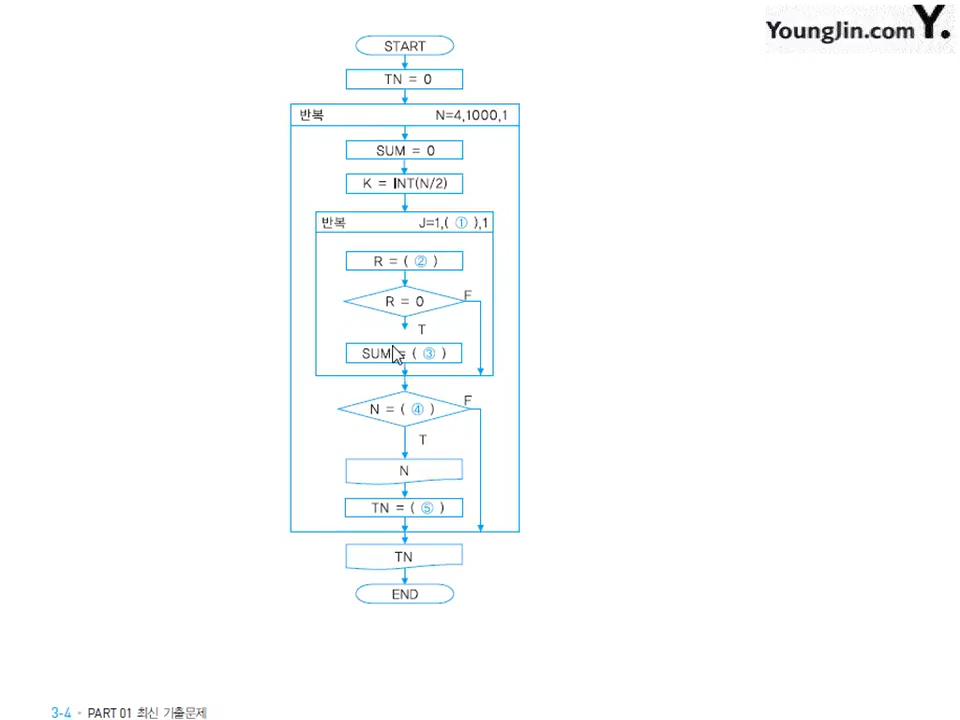 YoungJin.com Y.
START
TN = 0
반복 N=4,1000,1
SUM = 0
K = INT(N/2)
반복 J=1,( ① ),1
R = ( ② )
R = 0
F
T
SUM = ( ③ )
N = ( ④ )
F
T
N
TN = ( ⑤ )
TN
END
3-4 • PART 01 최신 기출문제